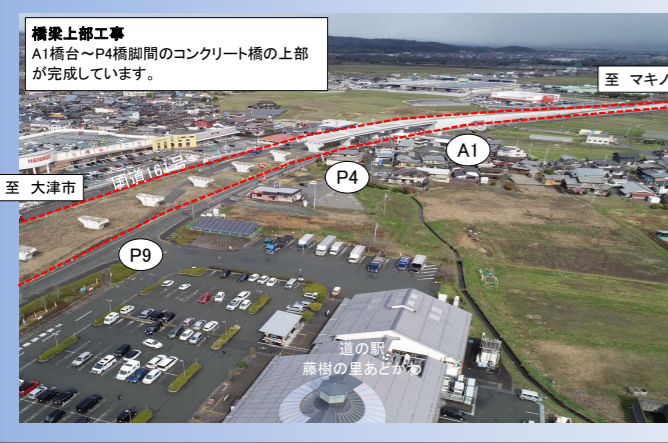 橋梁上部工事
A1橋台～P4橋脚間のコンクリート橋の上部
が完成しています。
至 マキノ
国道161号
A1
P4
至 大津市
P9
HEIWADO
道の駅
藤樹の里あどがわ